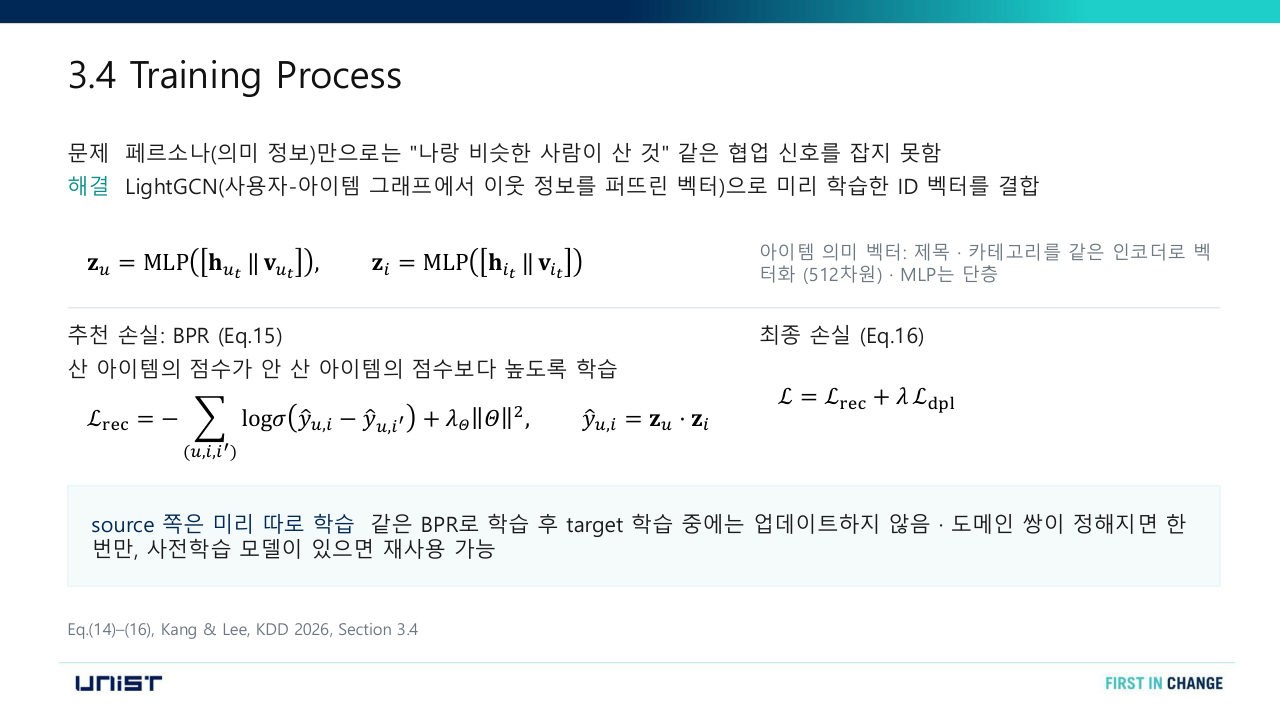 3.4 Training Process
문제 페르소나(의미 정보)만으로는 "나랑 비슷한 사람이 산 것" 같은 협업 신호를 잡지 못함
해결 LightGCN(사용자-아이템 그래프에서 이웃 정보를 퍼뜨린 벡터)으로 미리 학습한 ID 벡터를 결합
𝐳_u = MLP([𝐡_{u_t} ∥ 𝐯_{u_t}]), 𝐳_i = MLP([𝐡_{i_t} ∥ 𝐯_{i_t}])
아이템 의미 벡터: 제목 · 카테고리를 같은 인코더로 벡
터화 (512차원) · MLP는 단층
추천 손실: BPR (Eq.15)
산 아이템의 점수가 안 산 아이템의 점수보다 높도록 학습
ℒ_rec = − ∑_{(u,i,i′)} log σ(ŷ_{u,i} − ŷ_{u,i′}) + λ_Θ‖Θ‖², ŷ_{u,i} = 𝐳_u · 𝐳_i
최종 손실 (Eq.16)
ℒ = ℒ_rec + λ ℒ_dpl
source 쪽은 미리 따로 학습 같은 BPR로 학습 후 target 학습 중에는 업데이트하지 않음 · 도메인 쌍이 정해지면 한
번만, 사전학습 모델이 있으면 재사용 가능
Eq.(14)–(16), Kang & Lee, KDD 2026, Section 3.4
UNIST
FIRST IN CHANGE